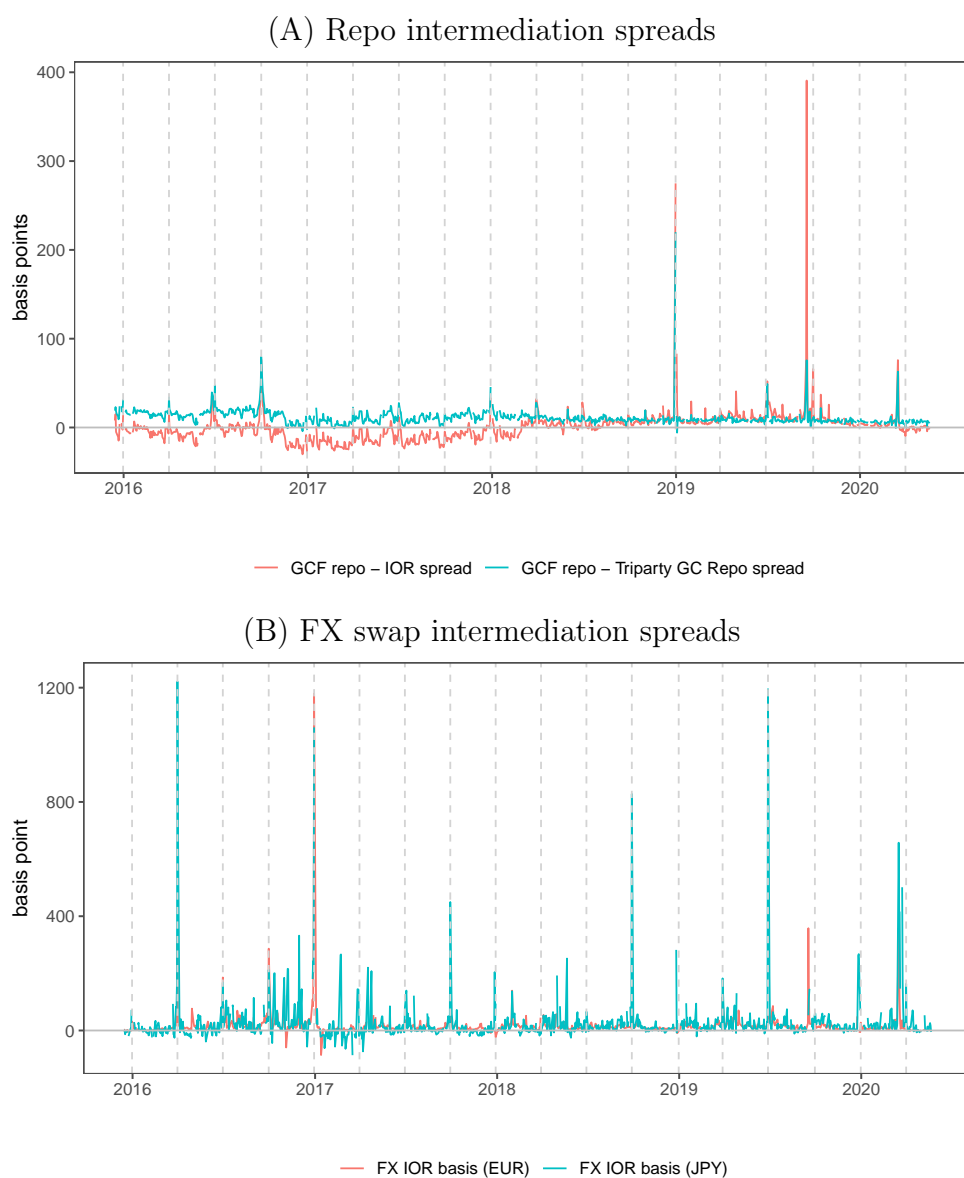 (A) Repo intermediation spreads
400
300
200
100
0
basis points
2016 2017 2018 2019 2020
GCF repo − IOR spread GCF repo − Triparty GC Repo spread
(B) FX swap intermediation spreads
1200
800
400
0
basis point
2016 2017 2018 2019 2020
FX IOR basis (EUR) FX IOR basis (JPY)